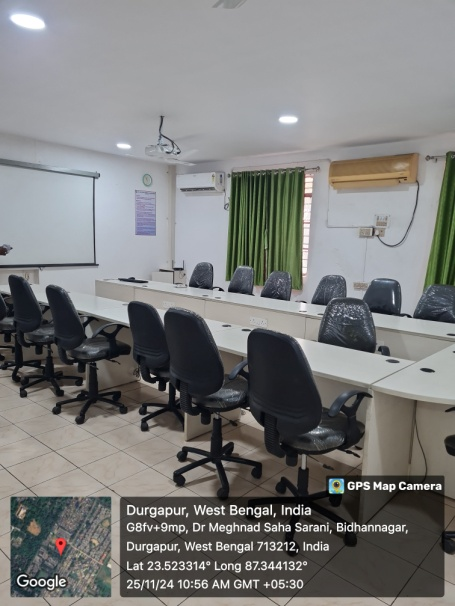 GPS Map Camera
Durgapur, West Bengal, India
G8fv+9mp, Dr Meghnad Saha Sarani, Bidhannagar,
Durgapur, West Bengal 713212, India
Lat 23.523314° Long 87.344132°
25/11/24 10:56 AM GMT +05:30
Google